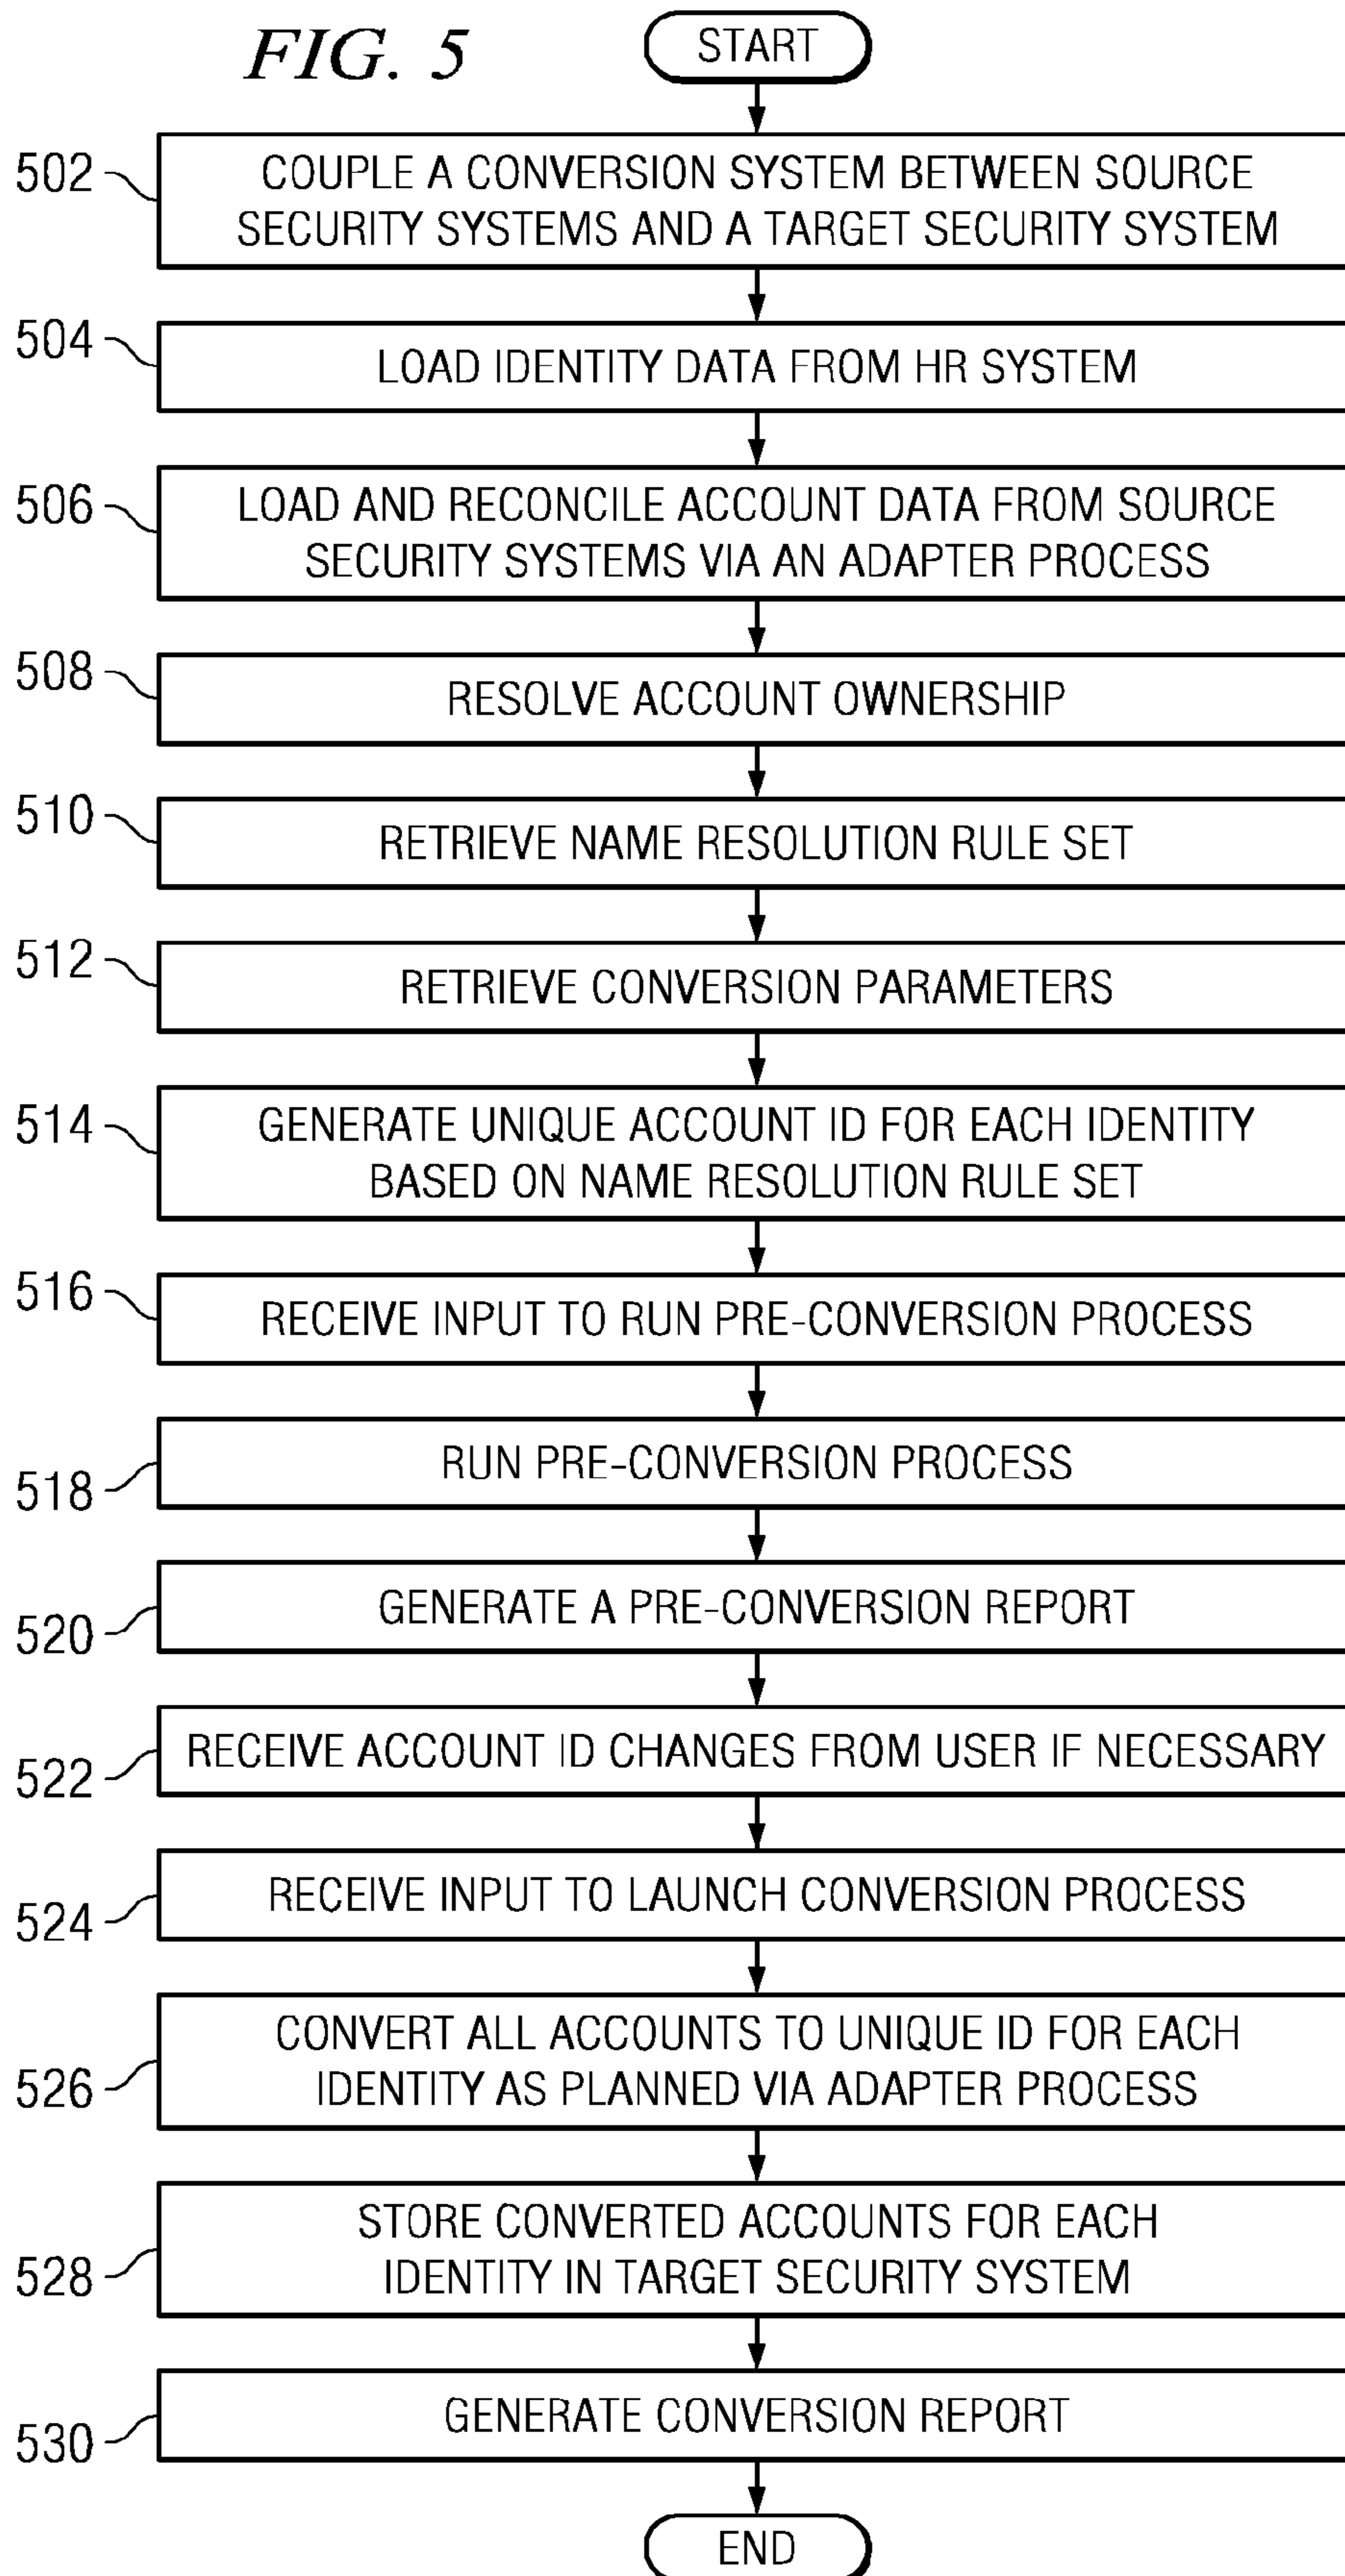 FIG. 5
START
502
COUPLE A CONVERSION SYSTEM BETWEEN SOURCE
SECURITY SYSTEMS AND A TARGET SECURITY SYSTEM
504
LOAD IDENTITY DATA FROM HR SYSTEM
506
LOAD AND RECONCILE ACCOUNT DATA FROM SOURCE
SECURITY SYSTEMS VIA AN ADAPTER PROCESS
508
RESOLVE ACCOUNT OWNERSHIP
510
RETRIEVE NAME RESOLUTION RULE SET
512
RETRIEVE CONVERSION PARAMETERS
514
GENERATE UNIQUE ACCOUNT ID FOR EACH IDENTITY
BASED ON NAME RESOLUTION RULE SET
516
RECEIVE INPUT TO RUN PRE-CONVERSION PROCESS
518
RUN PRE-CONVERSION PROCESS
520
GENERATE A PRE-CONVERSION REPORT
522
RECEIVE ACCOUNT ID CHANGES FROM USER IF NECESSARY
524
RECEIVE INPUT TO LAUNCH CONVERSION PROCESS
526
CONVERT ALL ACCOUNTS TO UNIQUE ID FOR EACH
IDENTITY AS PLANNED VIA ADAPTER PROCESS
528
STORE CONVERTED ACCOUNTS FOR EACH
IDENTITY IN TARGET SECURITY SYSTEM
530
GENERATE CONVERSION REPORT
END